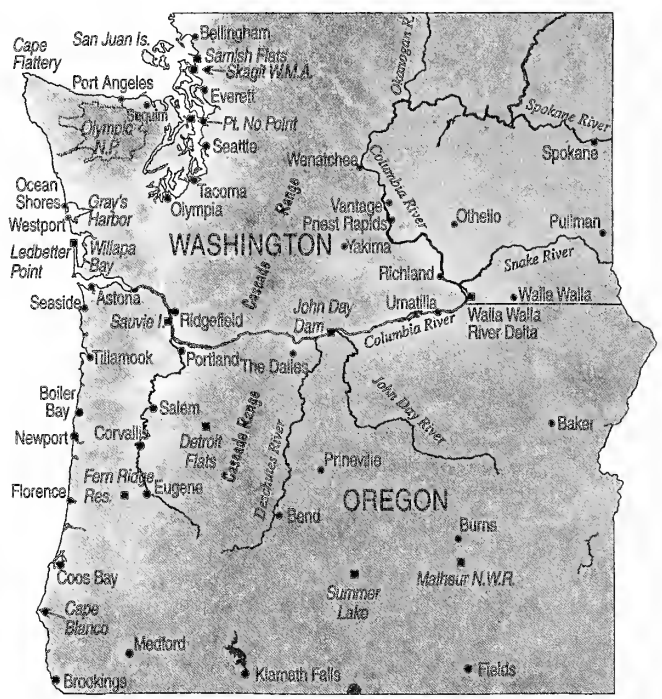 San Juan Is.
Bellingham
Cape
Flattery
Samish Flats
Skagit W.M.A.
Okanogan R.
Port Angeles
Everett
Sequim
Olympic
N.P.
Pt. No Point
Spokane River
Seattle
Spokane
Wenatchee
Columbia River
Tacoma
Ocean
Shores
Gray's
Harbor
Olympia
Range
Vantage
Priest Rapids
Othello
Westport
Pullman
WASHINGTON
Yakima
Ledbetter
Point
Willapa
Bay
Snake River
Richland
Cascade
Astoria
Seaside
Sauvie I.
Ridgefield
John Day
Dam
Umatilla
Walla Walla
Columbia River
Walla Walla
River Delta
Tillamook
Portland
The Dalles
Boiler
Bay
Salem
John Day River
Cascade Range
Baker
Newport
Corvallis
Detroit
Flats
Deschutes River
Prineville
Fern Ridge
Res.
Florence
Eugene
OREGON
Bend
Burns
Coos Bay
Malheur N.W.R.
Summer
Lake
Cape
Blanco
Medford
Brookings
Klamath Falls
Fields